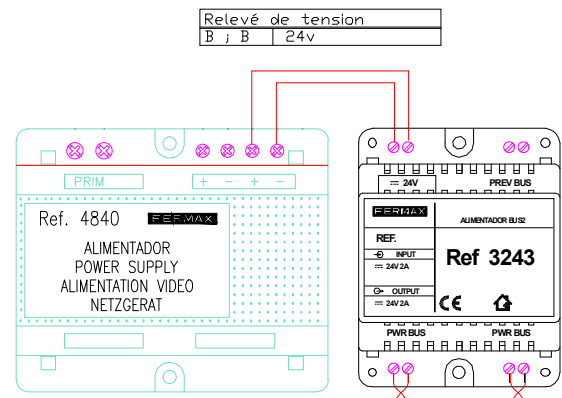 Relevé de tension
B ; B 24v
PRIM + - + -
Ref. 4840 FERMAX
ALIMENTADOR
POWER SUPPLY
ALIMENTATION VIDEO
NETZGERAT
24V PREV BUS
FERMAX
ALIMENTADOR BUS2
REF.
INPUT
24V 2A
Ref 3243
OUTPUT
24V 2A
CE
PWR BUS PWR BUS